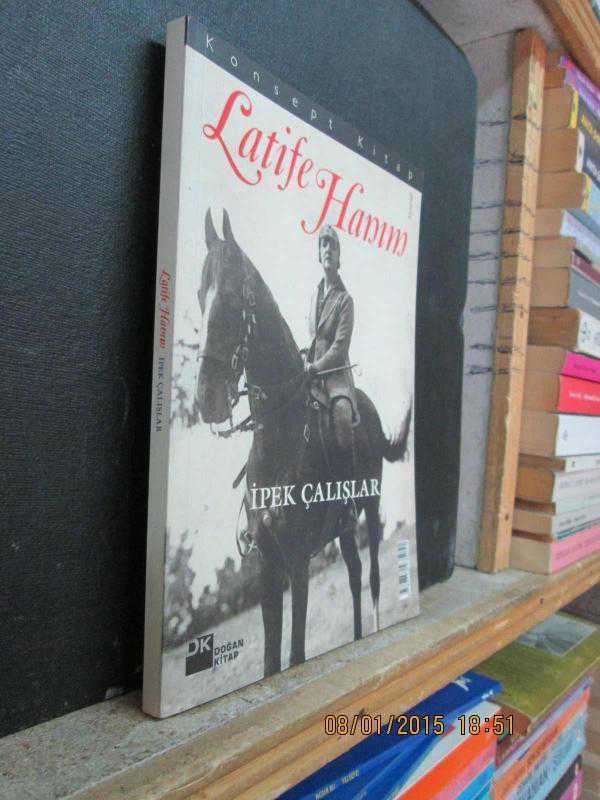 Konsept Kitap
Latife Hanım
İPEK ÇALIŞLAR
DK
DOĞAN
KİTAP
Latife Hanım İPEK ÇALIŞLAR
08/01/2015 18:51